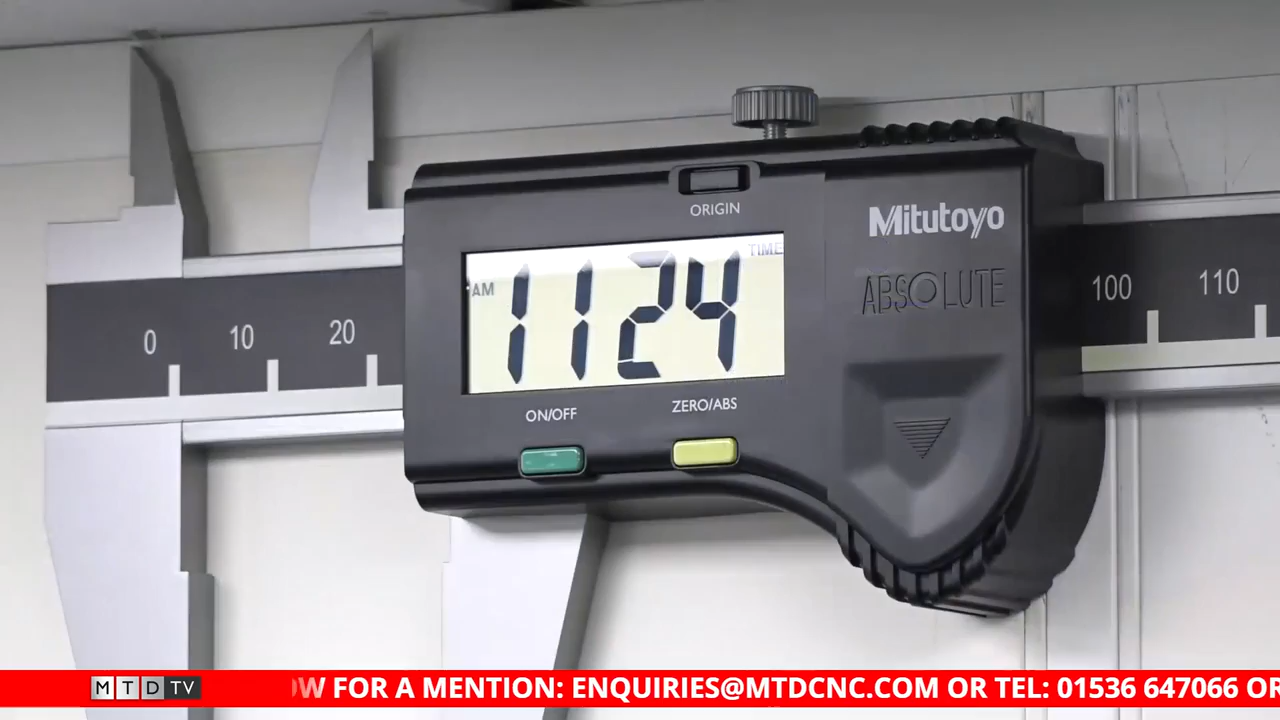 ORIGIN
Mitutoyo
ABSOLUTE
TIME
AM 1124
0 10 20
100 110
ON/OFF
ZERO/ABS
MTDTV
OW FOR A MENTION: ENQUIRIES@MTDCNC.COM OR TEL: 01536 647066 OR